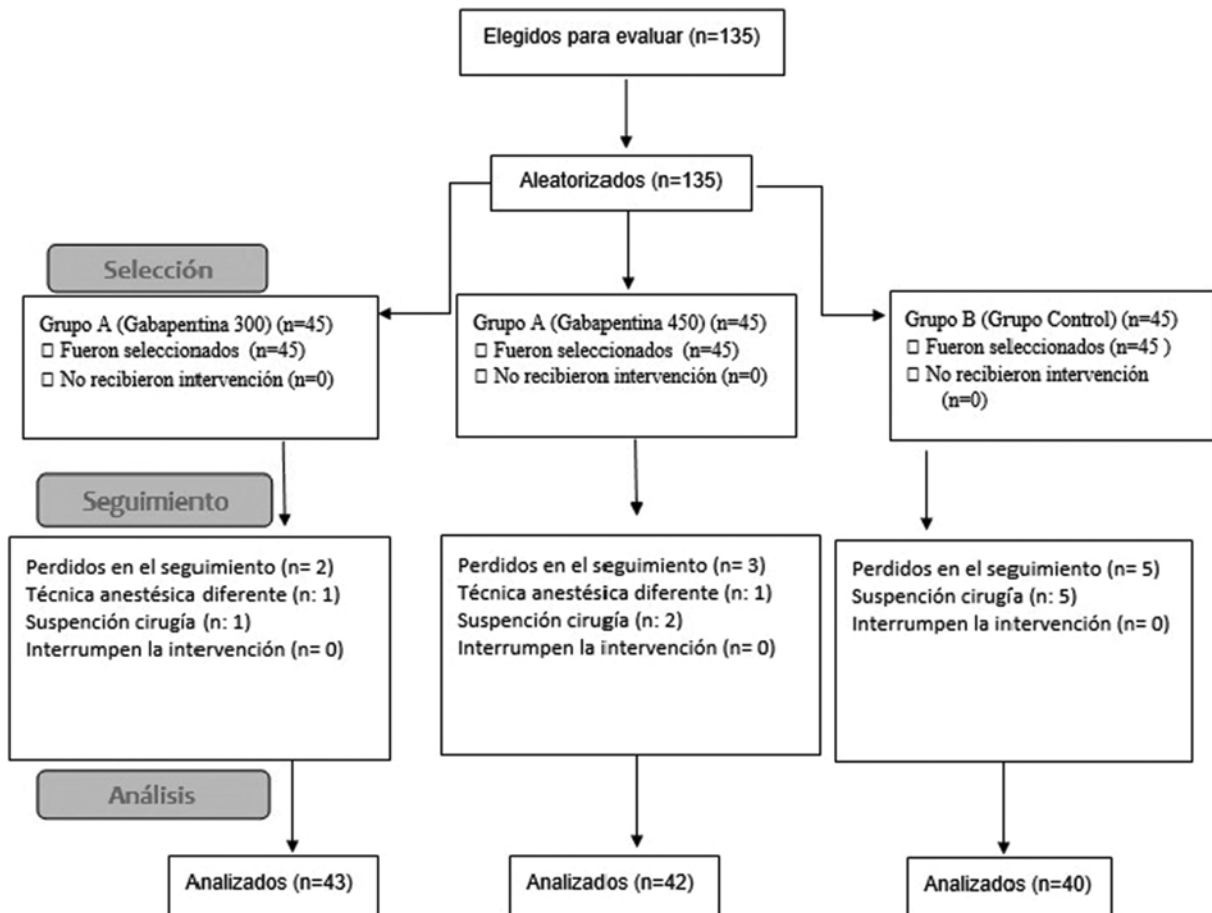 Elegidos para evaluar (n=135)
Aleatorizados (n=135)
Selección
Grupo A (Gabapentina 300) (n=45)
□ Fueron seleccionados (n=45)
□ No recibieron intervención (n=0)
Grupo A (Gabapentina 450) (n=45)
□ Fueron seleccionados (n=45)
□ No recibieron intervención (n=0)
Grupo B (Grupo Control) (n=45)
□ Fueron seleccionados (n=45 )
□ No recibieron intervención
(n=0)
Seguimiento
Perdidos en el seguimiento (n= 2)
Técnica anestésica diferente (n: 1)
Suspención cirugía (n: 1)
Interrumpen la intervención (n= 0)
Perdidos en el seguimiento (n= 3)
Técnica anestésica diferente (n: 1)
Suspención cirugía (n: 2)
Interrumpen la intervención (n= 0)
Perdidos en el seguimiento (n= 5)
Suspención cirugía (n: 5)
Interrumpen la intervención (n= 0)
Análisis
Analizados (n=43)
Analizados (n=42)
Analizados (n=40)